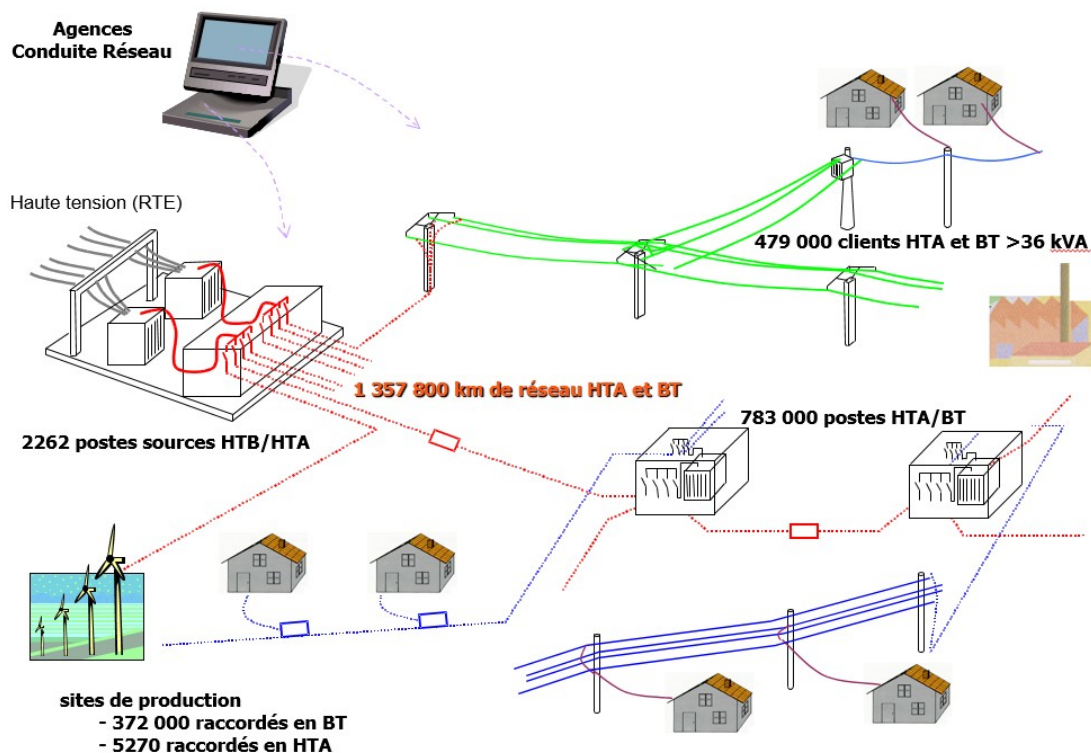 Agences
Conduite Réseau
Haute tension (RTE)
479 000 clients HTA et BT >36 kVA
1 357 800 km de réseau HTA et BT
783 000 postes HTA/BT
2262 postes sources HTB/HTA
sites de production
- 372 000 raccordés en BT
- 5270 raccordés en HTA